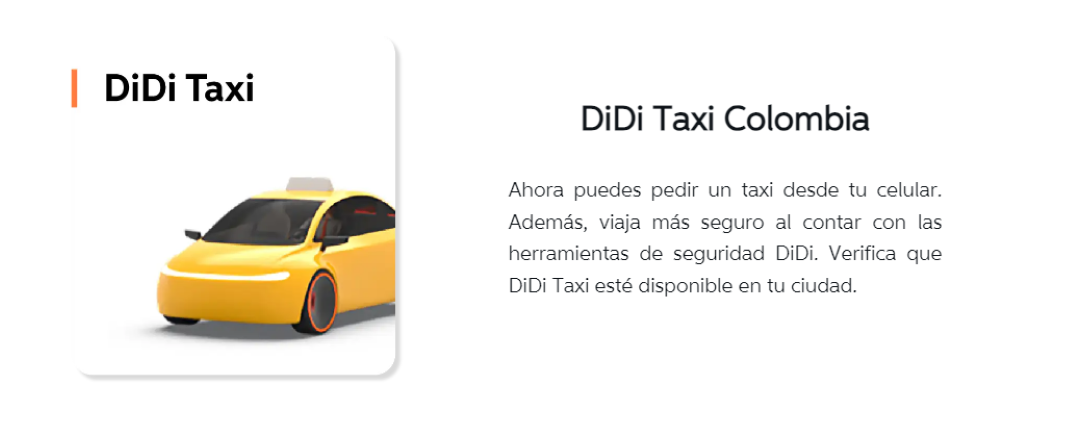 DiDi Taxi
DiDi Taxi Colombia
Ahora puedes pedir un taxi desde tu celular.
Además, viaja más seguro al contar con las
herramientas de seguridad DiDi. Verifica que
DiDi Taxi esté disponible en tu ciudad.